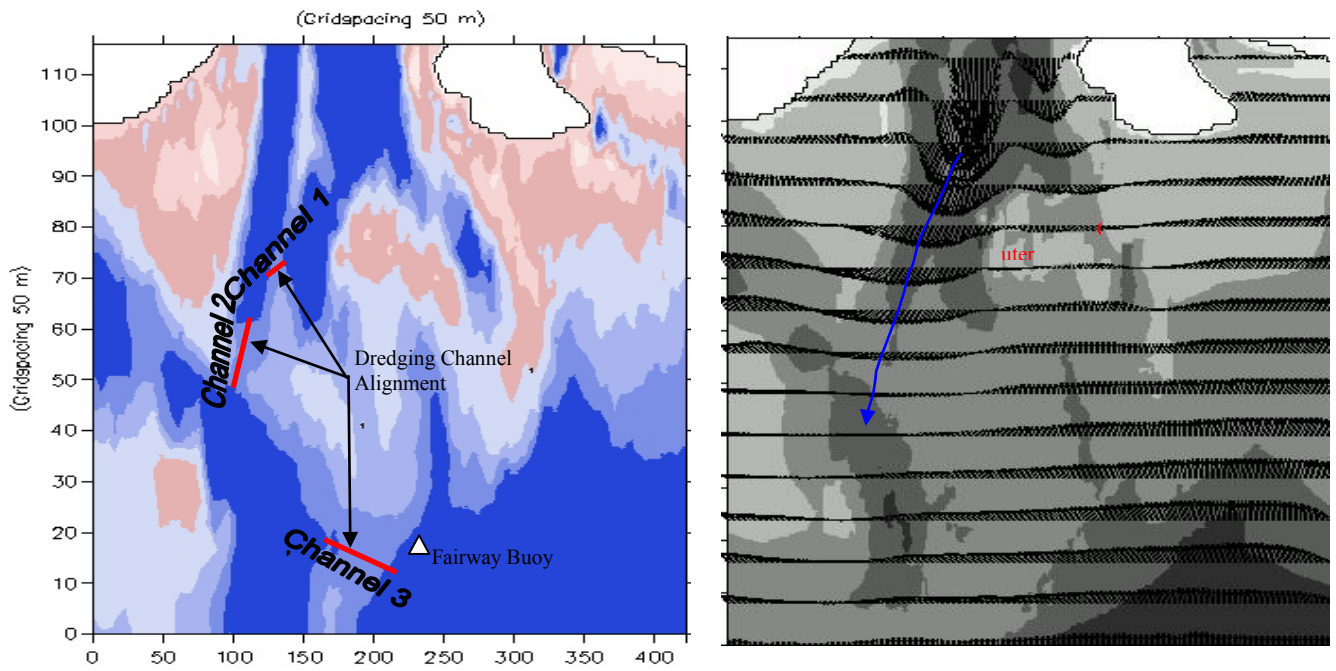 (Gridspacing 50 m)
110
100
90
80
70
60
50
40
30
20
10
0
(Gridspacing 50 m)
Channel 1
Channel 2
Dredging Channel
Alignment
Channel 3
Fairway Buoy
0 50 100 150 200 250 300 350 400
uter